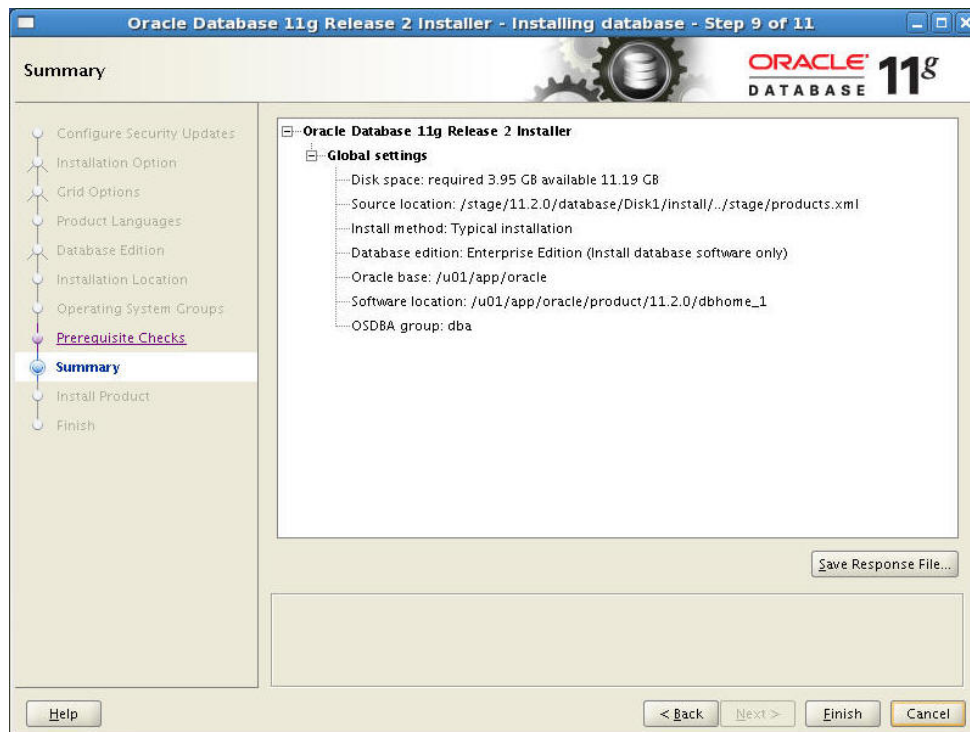 Oracle Database 11g Release 2 Installer - Installing database - Step 9 of 11
Summary
ORACLE
DATABASE
11g
Configure Security Updates
Installation Option
Grid Options
Product Languages
Database Edition
Installation Location
Operating System Groups
Prerequisite Checks
Summary
Install Product
Finish
Oracle Database 11g Release 2 Installer
Global settings
Disk space: required 3.95 GB available 11.19 GB
Source location: /stage/11.2.0/database/Disk1/install/../stage/products.xml
Install method: Typical installation
Database edition: Enterprise Edition (Install database software only)
Oracle base: /u01/app/oracle
Software location: /u01/app/oracle/product/11.2.0/dbhome_1
OSDBA group: dba
Save Response File...
Help
< Back
Next >
Finish
Cancel